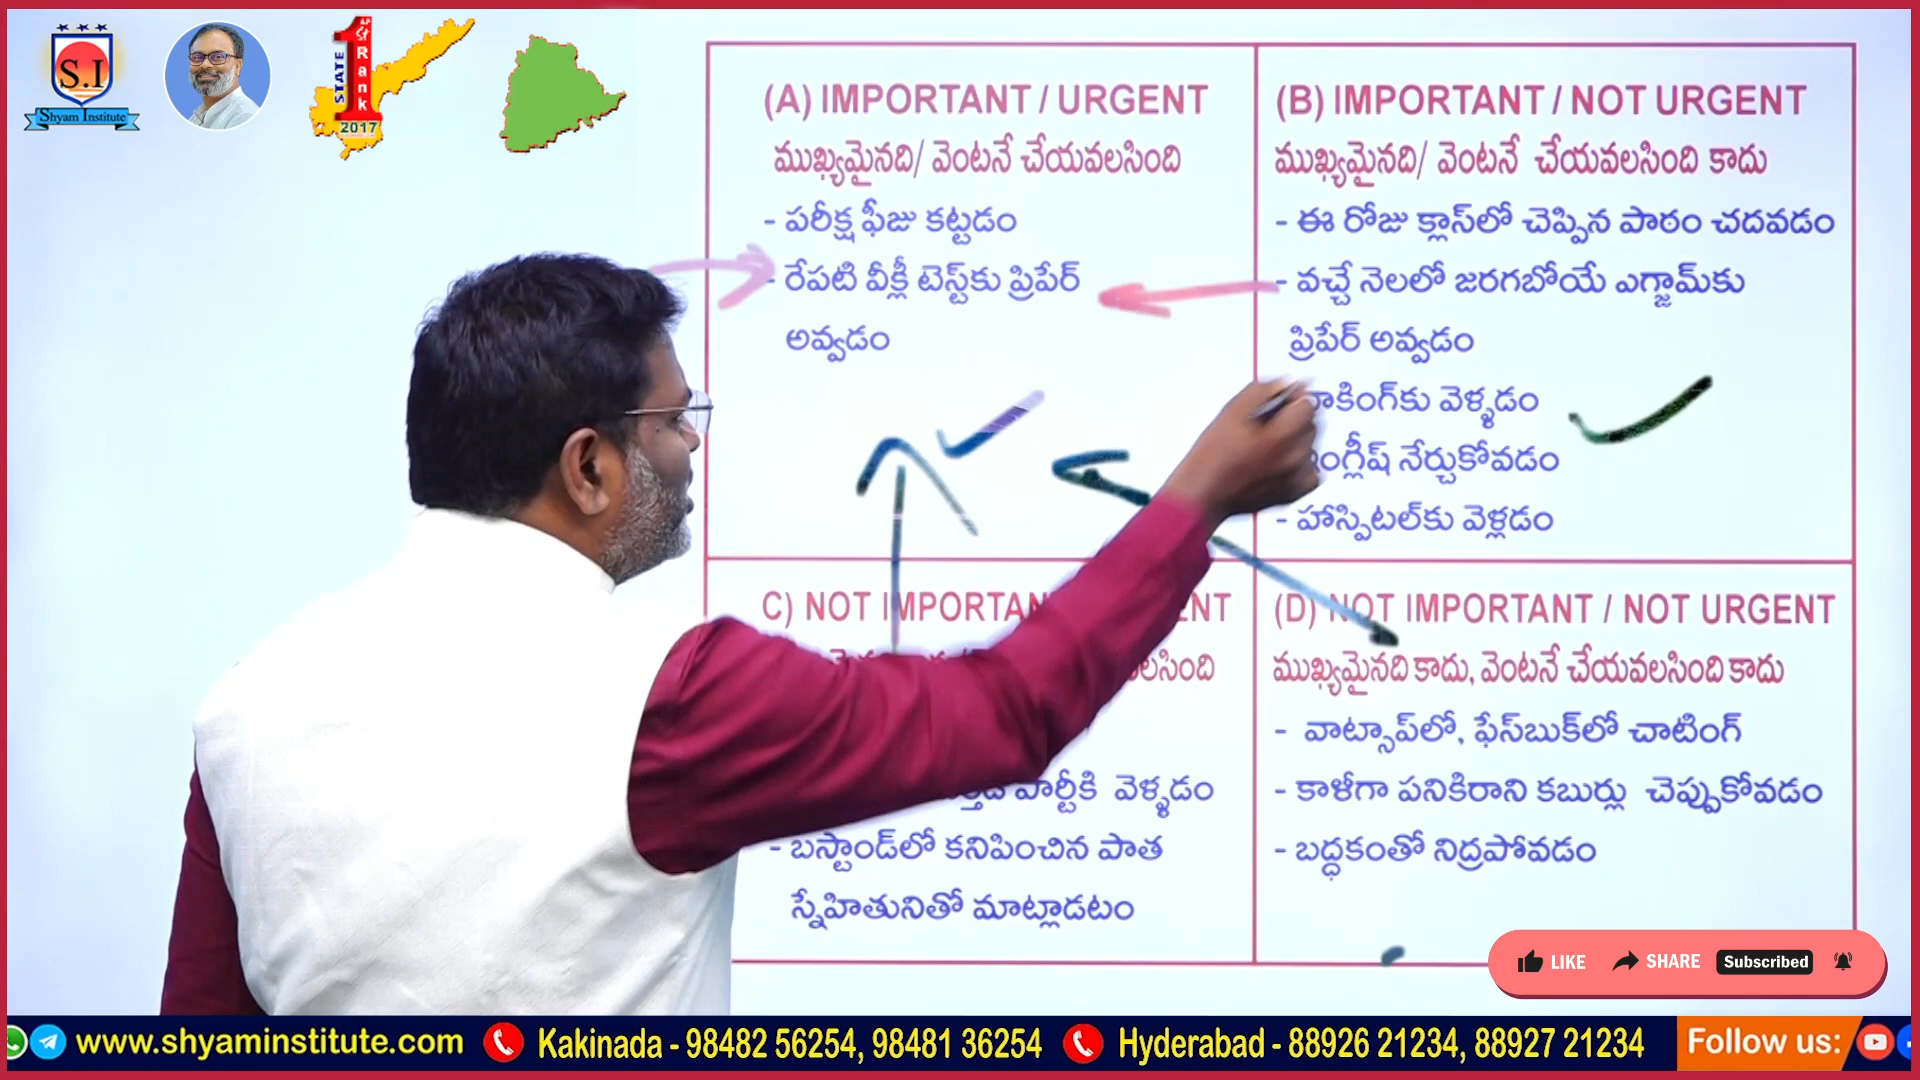 S.I
Shyam Institute
STATE
1st
Rank
AP
2017
(A) IMPORTANT / URGENT
ముఖ్యమైనది/ వెంటనే చేయవలసింది
- పరీక్ష ఫీజు కట్టడం
- రేపటి వీక్లీ టెస్ట్‌కు ప్రిపేర్
అవ్వడం
(B) IMPORTANT / NOT URGENT
ముఖ్యమైనది/ వెంటనే చేయవలసింది కాదు
- ఈ రోజు క్లాస్‌లో చెప్పిన పాఠం చదవడం
- వచ్చే నెలలో జరగబోయే ఎగ్జామ్‌కు
ప్రిపేర్ అవ్వడం
వెళ్ళడం
నేర్చుకోవడం
- హాస్పిటల్‌కు వెళ్లడం
C) NOT
పార్టీకి వెళ్ళడం
- బస్టాండ్‌లో కనిపించిన పాత
స్నేహితునితో మాట్లాడటం
(D) NOT IMPORTANT / NOT URGENT
ముఖ్యమైనది కాదు, వెంటనే చేయవలసింది కాదు
- వాట్సాప్‌లో, ఫేస్‌బుక్‌లో చాటింగ్
- కాళీగా పనికిరాని కబుర్లు చెప్పుకోవడం
- బద్ధకంతో నిద్రపోవడం
LIKE SHARE Subscribed
www.shyaminstitute.com Kakinada - 98482 56254, 98481 36254 Hyderabad - 88926 21234, 88927 21234 Follow us: